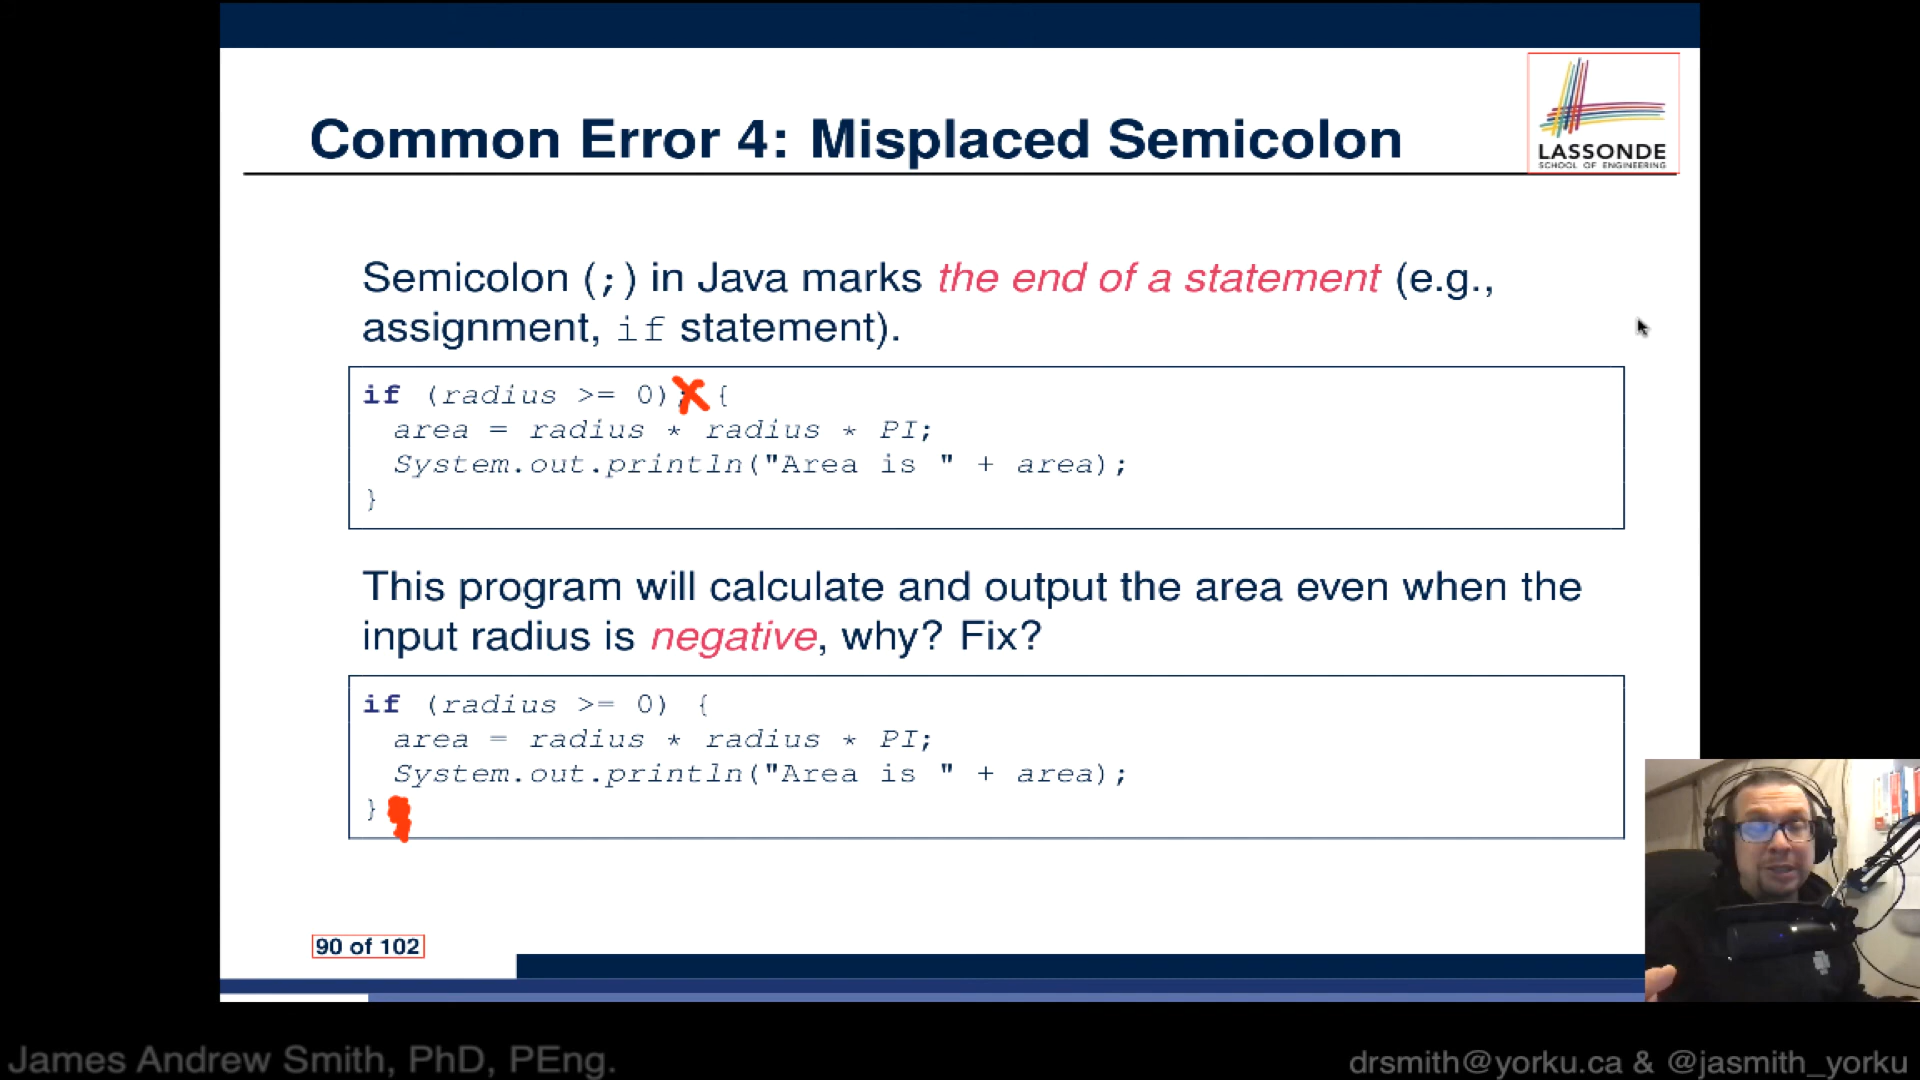 Common Error 4: Misplaced Semicolon
LASSONDE
SCHOOL OF ENGINEERING
Semicolon (;) in Java marks the end of a statement (e.g.,
assignment, if statement).
if (radius >= 0); {
area = radius * radius * PI;
System.out.println("Area is " + area);
}
This program will calculate and output the area even when the
input radius is negative, why? Fix?
if (radius >= 0) {
area = radius * radius * PI;
System.out.println("Area is " + area);
}
90 of 102
James Andrew Smith, PhD, PEng.
drsmith@yorku.ca & @jasmith_yorku